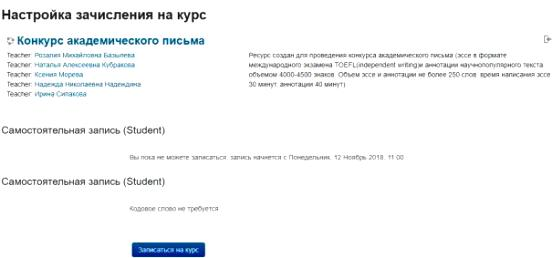 Настройка зачисления на курс
Конкурс академического письма
Teacher: Розалия Михайловна Базылева
Teacher: Наталья Алексеевна Кубракова
Teacher: Ксения Морева
Teacher: Надежда Николаевна Надеждина
Teacher: Ирина Сипакова
Ресурс создан для проведения конкурса академического письма (эссе в формате
международного экзамена TOEFL(independent writing)и аннотации научнопопулярного текста
объемом 4000-4500 знаков. Объем эссе и аннотации не более 250 слов. время написания эссе
30 минут. аннотации 40 минут)
Самостоятельная запись (Student)
Вы пока не можете записаться. запись начнется с Понедельник, 12 Ноябрь 2018, 11:00
Самостоятельная запись (Student)
Кодовое слово не требуется
Записаться на курс